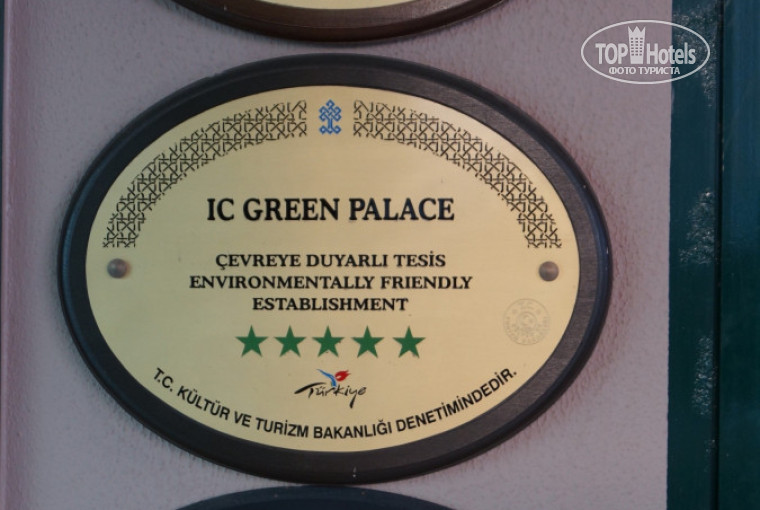 TOP Hotels
ФОТО ТУРИСТА
IC GREEN PALACE
ÇEVREYE DUYARLI TESİS
ENVIRONMENTALLY FRIENDLY
ESTABLISHMENT
Türkiye
T.C. KÜLTÜR VE TURİZM BAKANLIĞI DENETİMİNDEDİR.